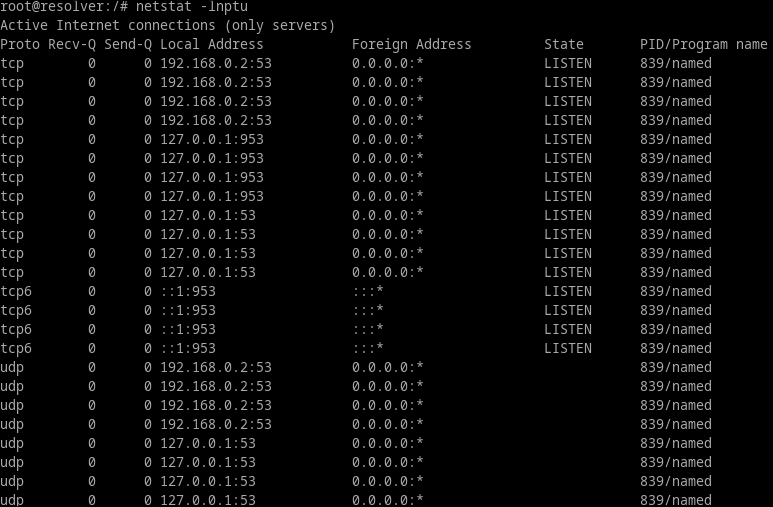 root@resolver:/# netstat -lnptu
Active Internet connections (only servers)
Proto Recv-Q Send-Q Local Address           Foreign Address         State       PID/Program name
tcp        0      0 192.168.0.2:53          0.0.0.0:*               LISTEN      839/named
tcp        0      0 192.168.0.2:53          0.0.0.0:*               LISTEN      839/named
tcp        0      0 192.168.0.2:53          0.0.0.0:*               LISTEN      839/named
tcp        0      0 192.168.0.2:53          0.0.0.0:*               LISTEN      839/named
tcp        0      0 127.0.0.1:953           0.0.0.0:*               LISTEN      839/named
tcp        0      0 127.0.0.1:953           0.0.0.0:*               LISTEN      839/named
tcp        0      0 127.0.0.1:953           0.0.0.0:*               LISTEN      839/named
tcp        0      0 127.0.0.1:953           0.0.0.0:*               LISTEN      839/named
tcp        0      0 127.0.0.1:53            0.0.0.0:*               LISTEN      839/named
tcp        0      0 127.0.0.1:53            0.0.0.0:*               LISTEN      839/named
tcp        0      0 127.0.0.1:53            0.0.0.0:*               LISTEN      839/named
tcp        0      0 127.0.0.1:53            0.0.0.0:*               LISTEN      839/named
tcp6       0      0 ::1:953                 :::*                    LISTEN      839/named
tcp6       0      0 ::1:953                 :::*                    LISTEN      839/named
tcp6       0      0 ::1:953                 :::*                    LISTEN      839/named
tcp6       0      0 ::1:953                 :::*                    LISTEN      839/named
udp        0      0 192.168.0.2:53          0.0.0.0:*                           839/named
udp        0      0 192.168.0.2:53          0.0.0.0:*                           839/named
udp        0      0 192.168.0.2:53          0.0.0.0:*                           839/named
udp        0      0 192.168.0.2:53          0.0.0.0:*                           839/named
udp        0      0 127.0.0.1:53            0.0.0.0:*                           839/named
udp        0      0 127.0.0.1:53            0.0.0.0:*                           839/named
udp        0      0 127.0.0.1:53            0.0.0.0:*                           839/named
udp        0      0 127.0.0.1:53            0.0.0.0:*                           839/named